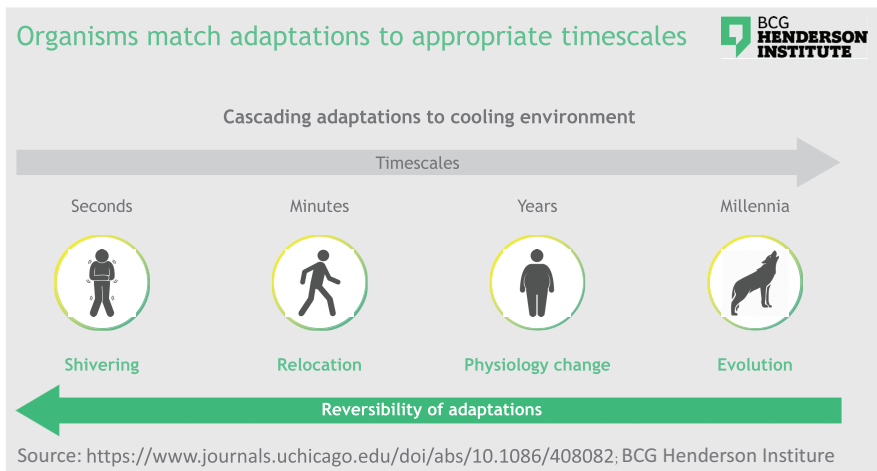 Organisms match adaptations to appropriate timescales
BCG
HENDERSON
INSTITUTE
Cascading adaptations to cooling environment
Timescales
Seconds
Minutes
Years
Millennia
Shivering
Relocation
Physiology change
Evolution
Reversibility of adaptations
Source: https://www.journals.uchicago.edu/doi/abs/10.1086/408082; BCG Henderson Institure